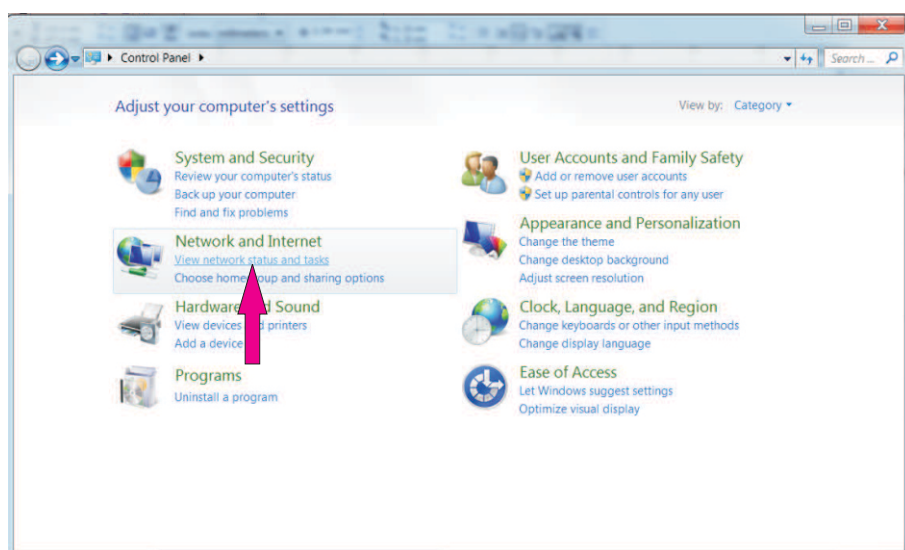 Control Panel
Search ...
Adjust your computer's settings
View by: Category
System and Security
Review your computer's status
Back up your computer
Find and fix problems
Network and Internet
View network status and tasks
Choose homegroup and sharing options
Hardware and Sound
View devices and printers
Add a device
Programs
Uninstall a program
User Accounts and Family Safety
Add or remove user accounts
Set up parental controls for any user
Appearance and Personalization
Change the theme
Change desktop background
Adjust screen resolution
Clock, Language, and Region
Change keyboards or other input methods
Change display language
Ease of Access
Let Windows suggest settings
Optimize visual display